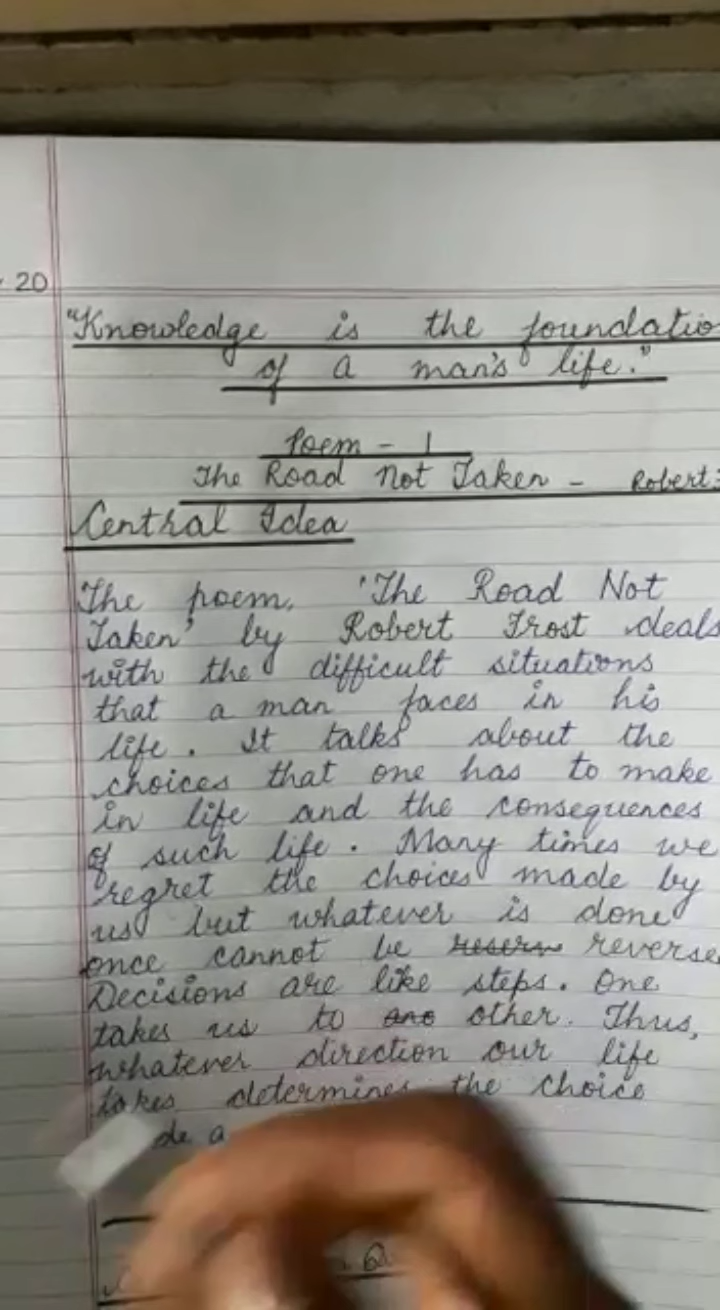 20
"Knowledge is the foundatio
of a man's life."
Poem - 1
The Road Not Taken - Robert
Central Idea
The poem, 'The Road Not
Taken' by Robert Frost deals
with the difficult situations
that a man faces in his
life. It talks about the
choices that one has to make
in life and the consequences
of such life. Many times we
regret the choices made by
us but whatever is done
once cannot be reverse
Decisions are like steps. One
takes us to other. Thus,
whatever direction our life
takes determines the choice
de a